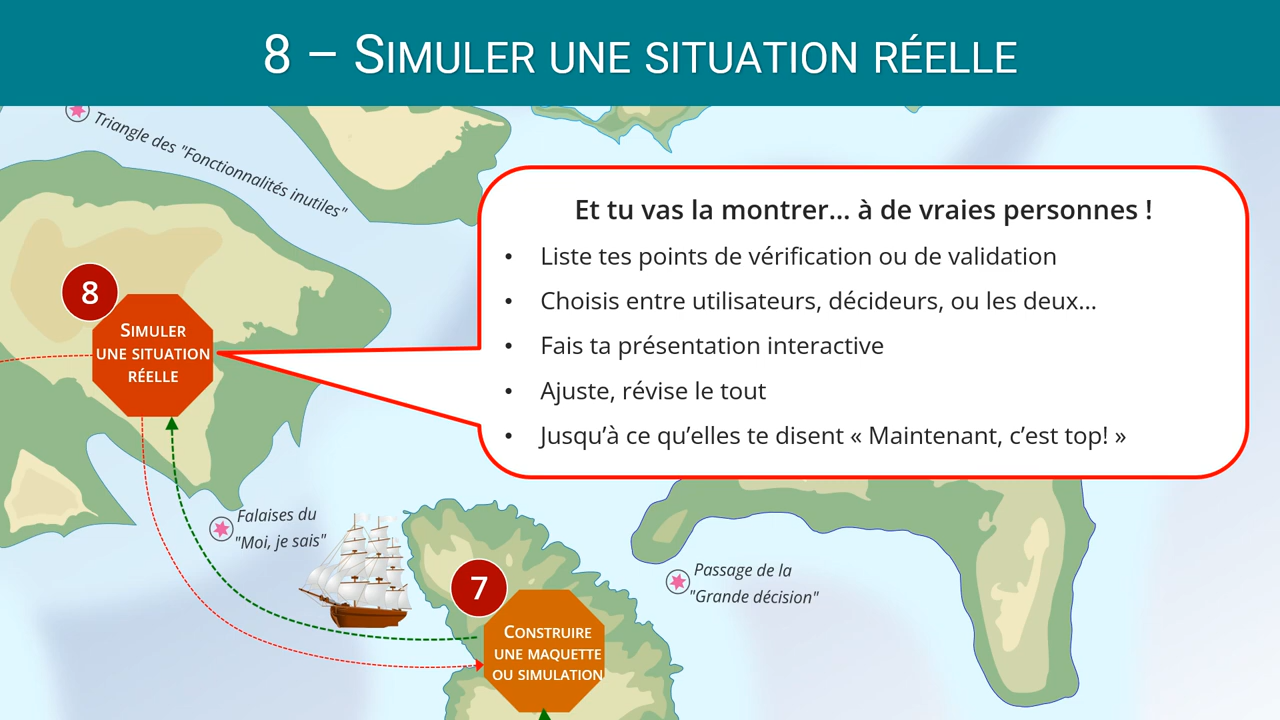 8 – Simuler une situation réelle
Triangle des "Fonctionnalités inutiles"
Et tu vas la montrer... à de vraies personnes !
• Liste tes points de vérification ou de validation
• Choisis entre utilisateurs, décideurs, ou les deux...
• Fais ta présentation interactive
• Ajuste, révise le tout
• Jusqu’à ce qu’elles te disent « Maintenant, c’est top! »
8
Simuler
une situation
réelle
Falaises du
"Moi, je sais"
7
Construire
une maquette
ou simulation
Passage de la
"Grande décision"